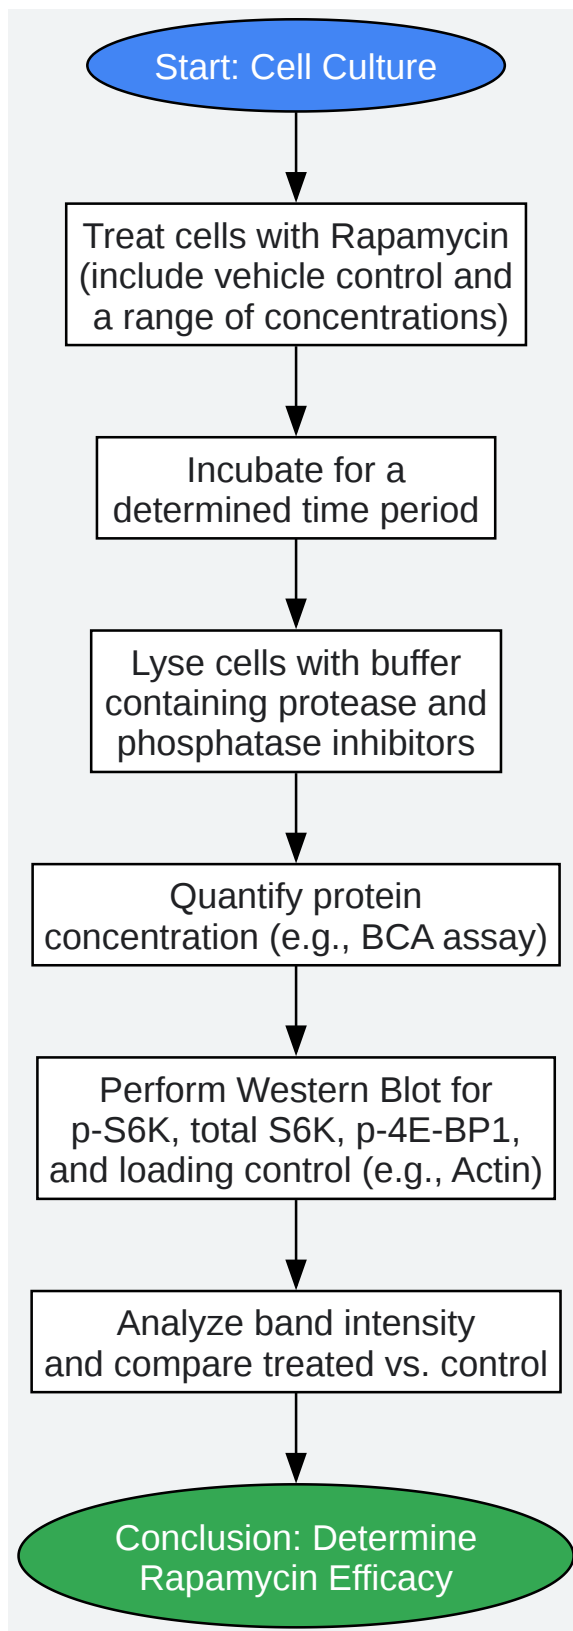 Start: Cell Culture
Treat cells with Rapamycin
(include vehicle control and
a range of concentrations)
Incubate for a
determined time period
Lyse cells with buffer
containing protease and
phosphatase inhibitors
Quantify protein
concentration (e.g., BCA assay)
Perform Western Blot for
p-S6K, total S6K, p-4E-BP1,
and loading control (e.g., Actin)
Analyze band intensity
and compare treated vs. control
Conclusion: Determine
Rapamycin Efficacy